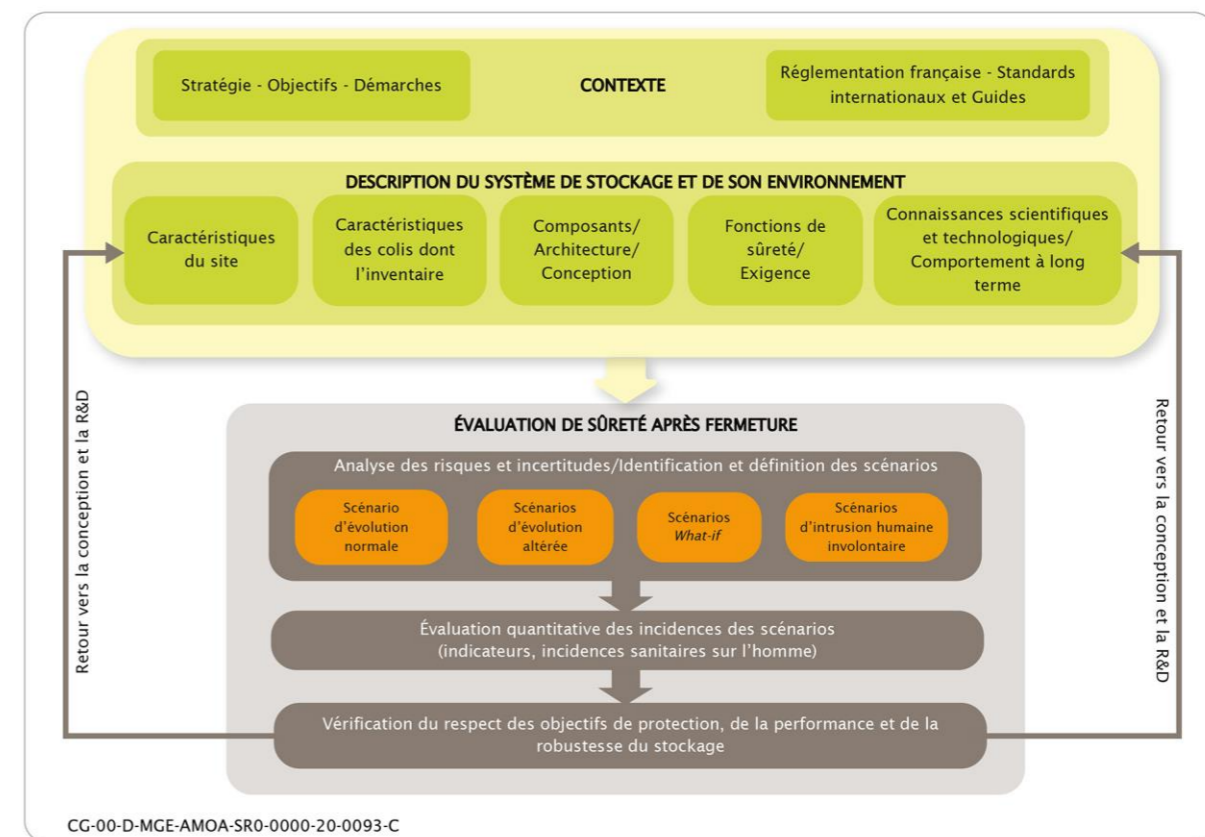 Stratégie - Objectifs - Démarches
CONTEXTE
Réglementation française - Standards
internationaux et Guides
DESCRIPTION DU SYSTÈME DE STOCKAGE ET DE SON ENVIRONNEMENT
Caractéristiques
du site
Caractéristiques
des colis dont
l'inventaire
Composants/
Architecture/
Conception
Fonctions de
sûreté/
Exigence
Connaissances scientifiques
et technologiques/
Comportement à long
terme
Retour vers la conception et la R&D
ÉVALUATION DE SÛRETÉ APRÈS FERMETURE
Analyse des risques et incertitudes/Identification et définition des scénarios
Scénario
d'évolution
normale
Scénarios
d'évolution
altérée
Scénarios
What-if
Scénarios
d'intrusion humaine
involontaire
Évaluation quantitative des incidences des scénarios
(indicateurs, incidences sanitaires sur l'homme)
Vérification du respect des objectifs de protection, de la performance et de la
robustesse du stockage
Retour vers la conception et la R&D
CG-00-D-MGE-AMOA-SR0-0000-20-0093-C